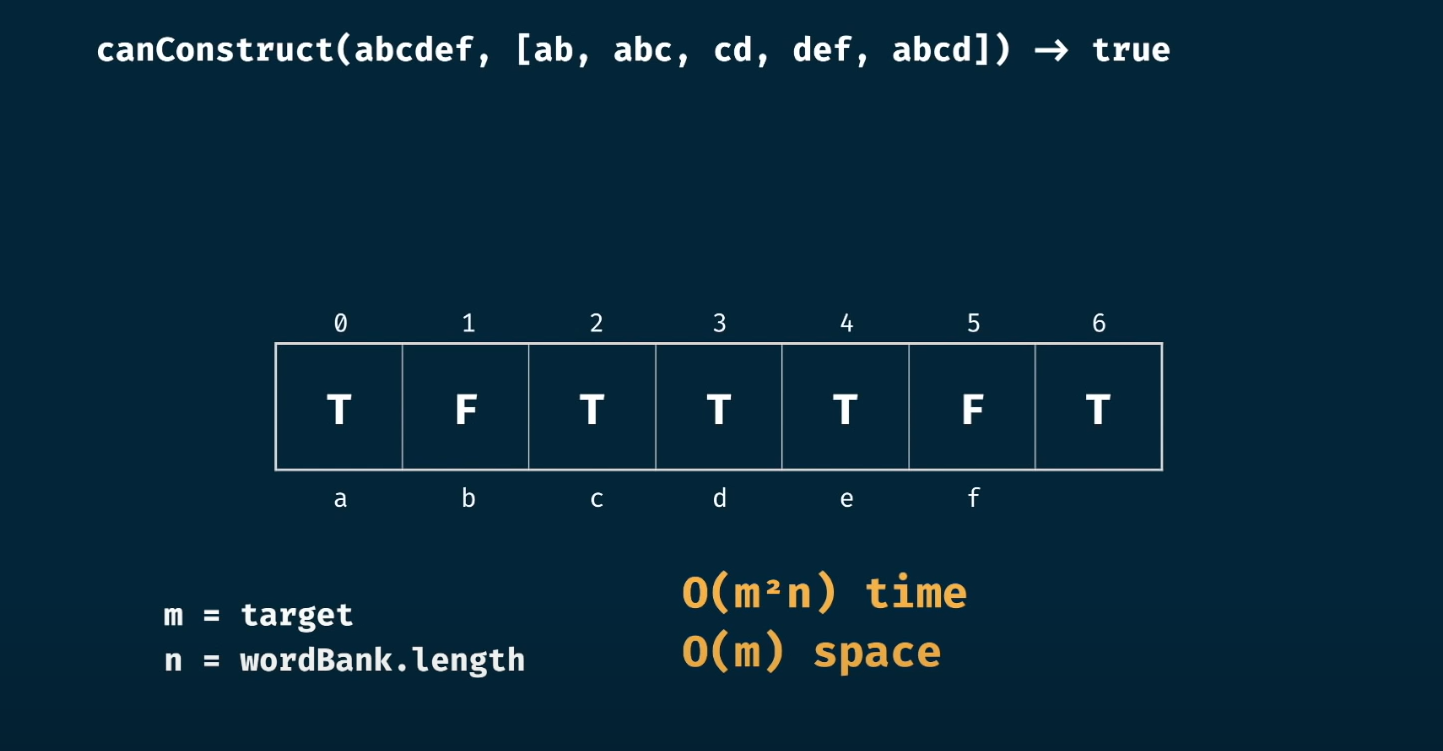 canConstruct(abcdef, [ab, abc, cd, def, abcd]) → true
0 1 2 3 4 5 6
T F T T T F T
a b c d e f
m = target
n = wordBank.length
O(m²n) time
O(m) space